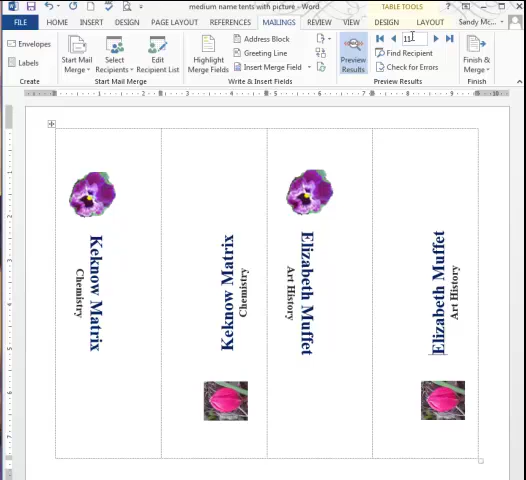 medium name tents with picture - Word
TABLE TOOLS
FILE HOME INSERT DESIGN PAGE LAYOUT REFERENCES MAILINGS REVIEW VIEW DESIGN LAYOUT Sandy Mc...
Envelopes
Labels
Create
Start Mail Merge
Select Recipients
Edit Recipient List
Start Mail Merge
Highlight Merge Fields
Address Block
Greeting Line
Insert Merge Field
Write & Insert Fields
Preview Results
11
Find Recipient
Check for Errors
Preview Results
Finish & Merge
Finish
Keknow Matrix
Chemistry
Keknow Matrix
Chemistry
Elizabeth Muffet
Art History
Elizabeth Muffet
Art History